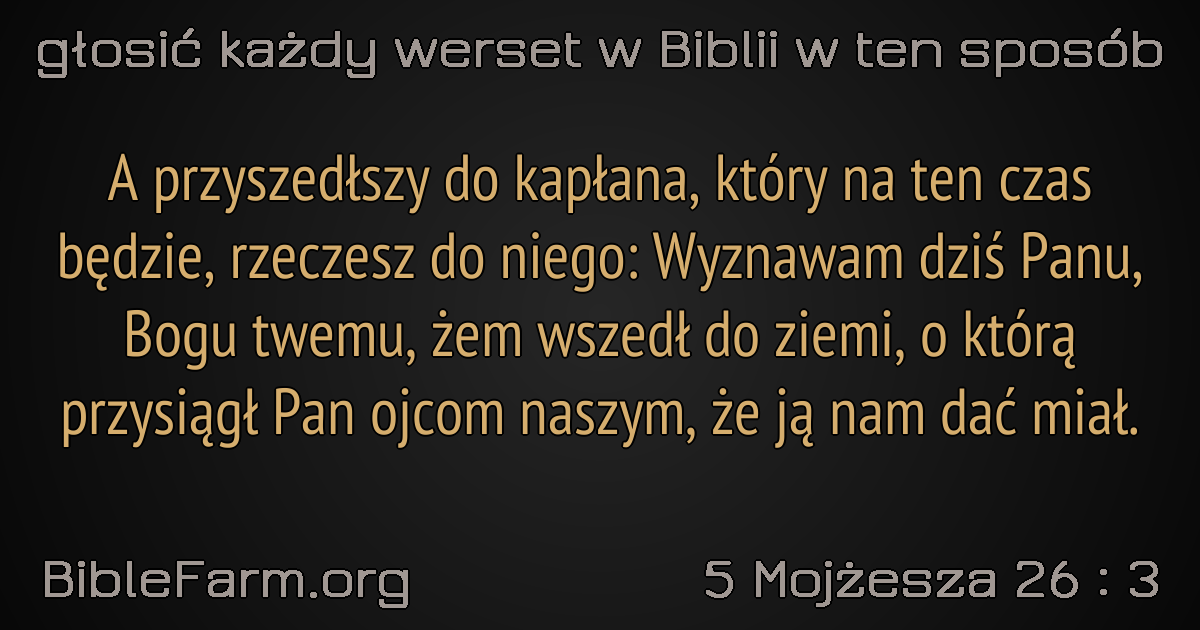 głosić każdy werset w Biblii w ten sposób
A przyszedłszy do kapłana, który na ten czas
będzie, rzeczesz do niego: Wyznawam dziś Panu,
Bogu twemu, żem wszedł do ziemi, o którą
przysiągł Pan ojcom naszym, że ją nam dać miał.
BibleFarm.org
5 Mojżesza 26 : 3